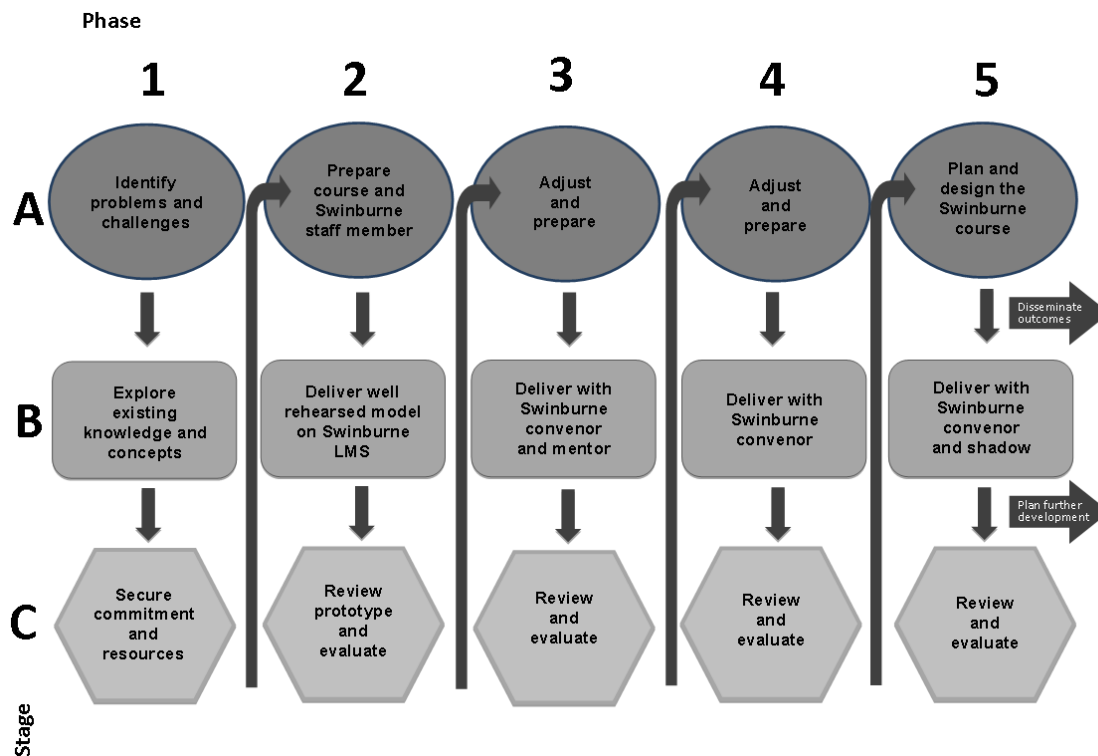 Phase
1
2
3
4
5
A
Identify
problems and
challenges
Prepare
course and
Swinburne
staff member
Adjust
and
prepare
Adjust
and
prepare
Plan and
design the
Swinburne
course
Disseminate
outcomes
B
Explore
existing
knowledge and
concepts
Deliver well
rehearsed model
on Swinburne
LMS
Deliver with
Swinburne
convenor
and mentor
Deliver with
Swinburne
convenor
Deliver with
Swinburne
convenor
and shadow
Plan further
development
C
Secure
commitment
and
resources
Review
prototype
and
evaluate
Review
and
evaluate
Review
and
evaluate
Review
and
evaluate
Stage